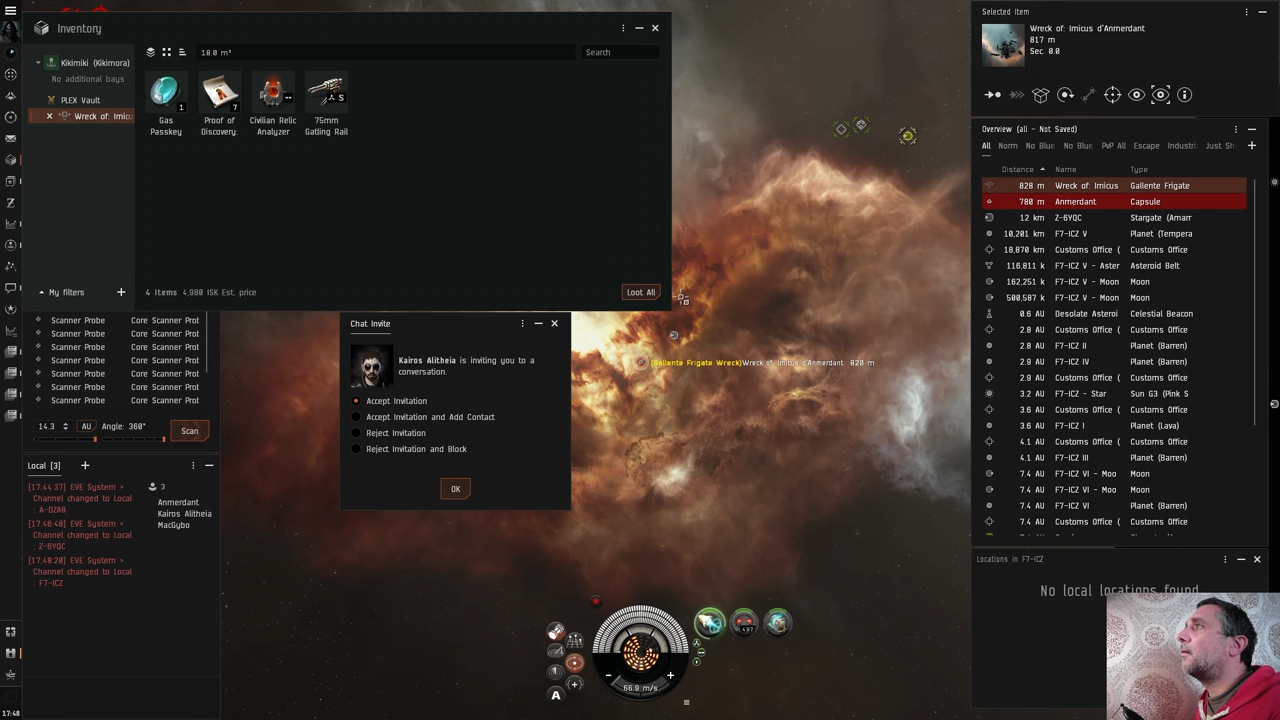 Inventory
Kikimiki (Kikimora)
No additional bays
PLEX Vault
Wreck of: Imicu
18.0 m³
Search
1
Gas
Passkey
7
Proof of
Discovery:
Civilian Relic
Analyzer
S
75mm
Gatling Rail
My filters
4 Items 4,980 ISK Est. price
Loot All
Scanner Probe Core Scanner Prot
Scanner Probe Core Scanner Prot
Scanner Probe Core Scanner Prot
Scanner Probe Core Scanner Prot
Scanner Probe Core Scanner Prot
Scanner Probe Core Scanner Prot
Scanner Probe Core Scanner Prot
14.3 AU Angle: 360°
Scan
Local [3]
[17:44:37] EVE System >
Channel changed to Local
: A-DZA8
[17:46:48] EVE System >
Channel changed to Local
: Z-6YQC
[17:48:20] EVE System >
Channel changed to Local
: F7-ICZ
3
Anmerdant
Kairos Alitheia
MacGybo
17:48
Chat Invite
Kairos Alitheia is inviting you to a
conversation.
Accept Invitation
Accept Invitation and Add Contact
Reject Invitation
Reject Invitation and Block
OK
(Gallente Frigate Wreck)Wreck of: Imicus d'Anmerdant 820 m
66.9 m/s
A
Selected Item
Wreck of: Imicus d'Anmerdant
817 m
Sec. 0.0
Overview (all - Not Saved)
All Norm No Blue No Blue PvP All Escape Industri Just Sh
Distance Name Type
828 m Wreck of: Imicus Gallente Frigate
780 m Anmerdant Capsule
12 km Z-6YQC Stargate (Amarr
10,201 km F7-ICZ V Planet (Tempera
18,870 km Customs Office ( Customs Office
116,811 k F7-ICZ V - Aster Asteroid Belt
162,251 k F7-ICZ V - Moon Moon
500,587 k F7-ICZ V - Moon Moon
0.6 AU Desolate Asteroi Celestial Beacon
2.8 AU Customs Office ( Customs Office
2.8 AU F7-ICZ II Planet (Barren)
2.9 AU F7-ICZ IV Planet (Barren)
2.9 AU Customs Office ( Customs Office
3.2 AU F7-ICZ - Star Sun G3 (Pink S
3.6 AU Customs Office ( Customs Office
3.6 AU F7-ICZ I Planet (Lava)
4.1 AU Customs Office ( Customs Office
4.1 AU F7-ICZ III Planet (Barren)
7.4 AU F7-ICZ VI - Moo Moon
7.4 AU F7-ICZ VI - Moo Moon
7.4 AU F7-ICZ VI Planet (Barren)
7.4 AU Customs Office ( Customs Office
Locations in F7-ICZ
No local locations found